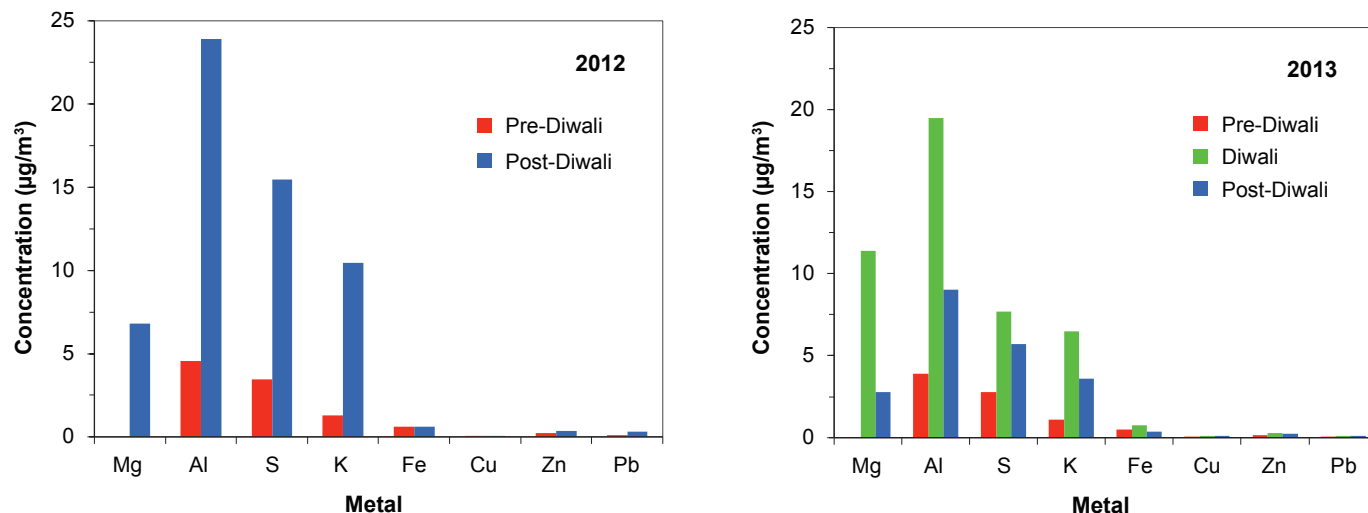 25
20
15
10
5
0
Concentration (µg/m³)
2012
Pre-Diwali
Post-Diwali
Mg Al S K Fe Cu Zn Pb
Metal
25
20
15
10
5
0
Concentration (µg/m³)
2013
Pre-Diwali
Diwali
Post-Diwali
Mg Al S K Fe Cu Zn Pb
Metal